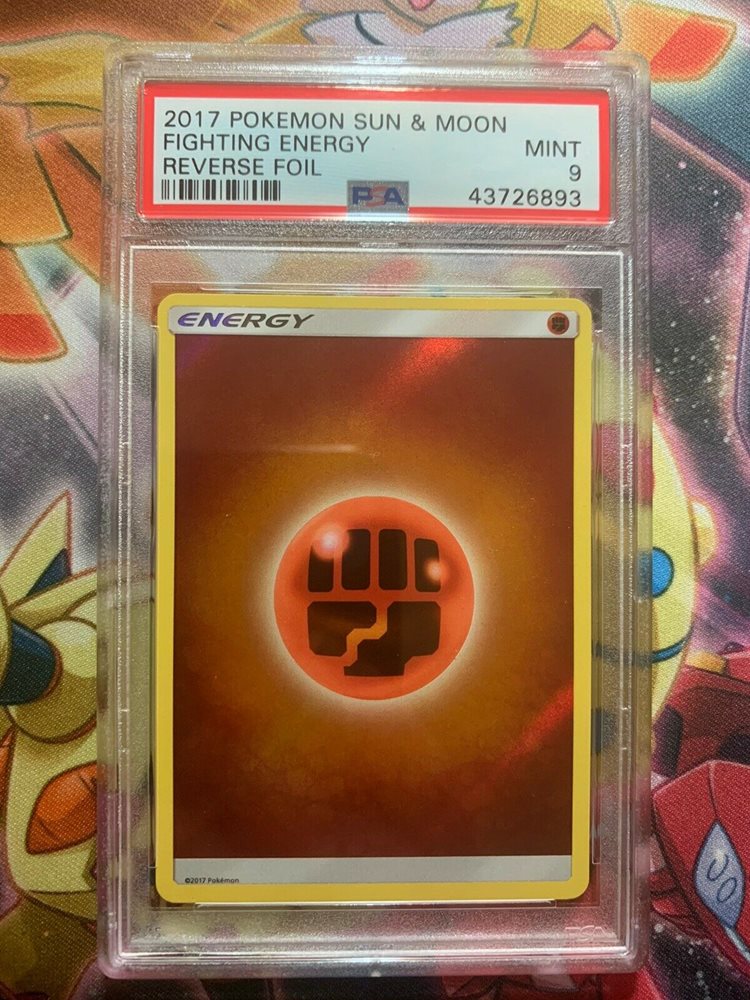 2017 POKEMON SUN & MOON
FIGHTING ENERGY MINT
REVERSE FOIL 9
PSA 43726893
ENERGY
©2017 Pokémon